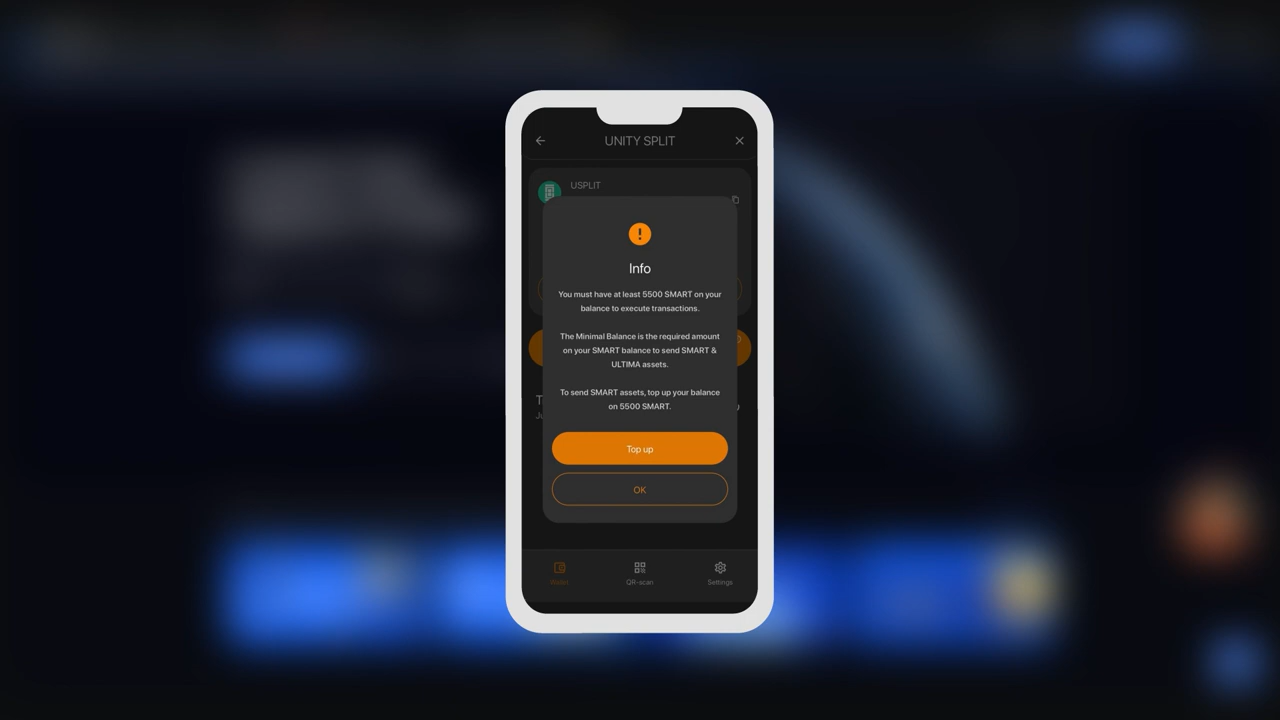 UNITY SPLIT
USPLIT
Info
You must have at least 5500 SMART on your
balance to execute transactions.
The Minimal Balance is the required amount
on your SMART balance to send SMART &
ULTIMA assets.
To send SMART assets, top up your balance
on 5500 SMART.
Top up
OK
Wallet
QR-scan
Settings